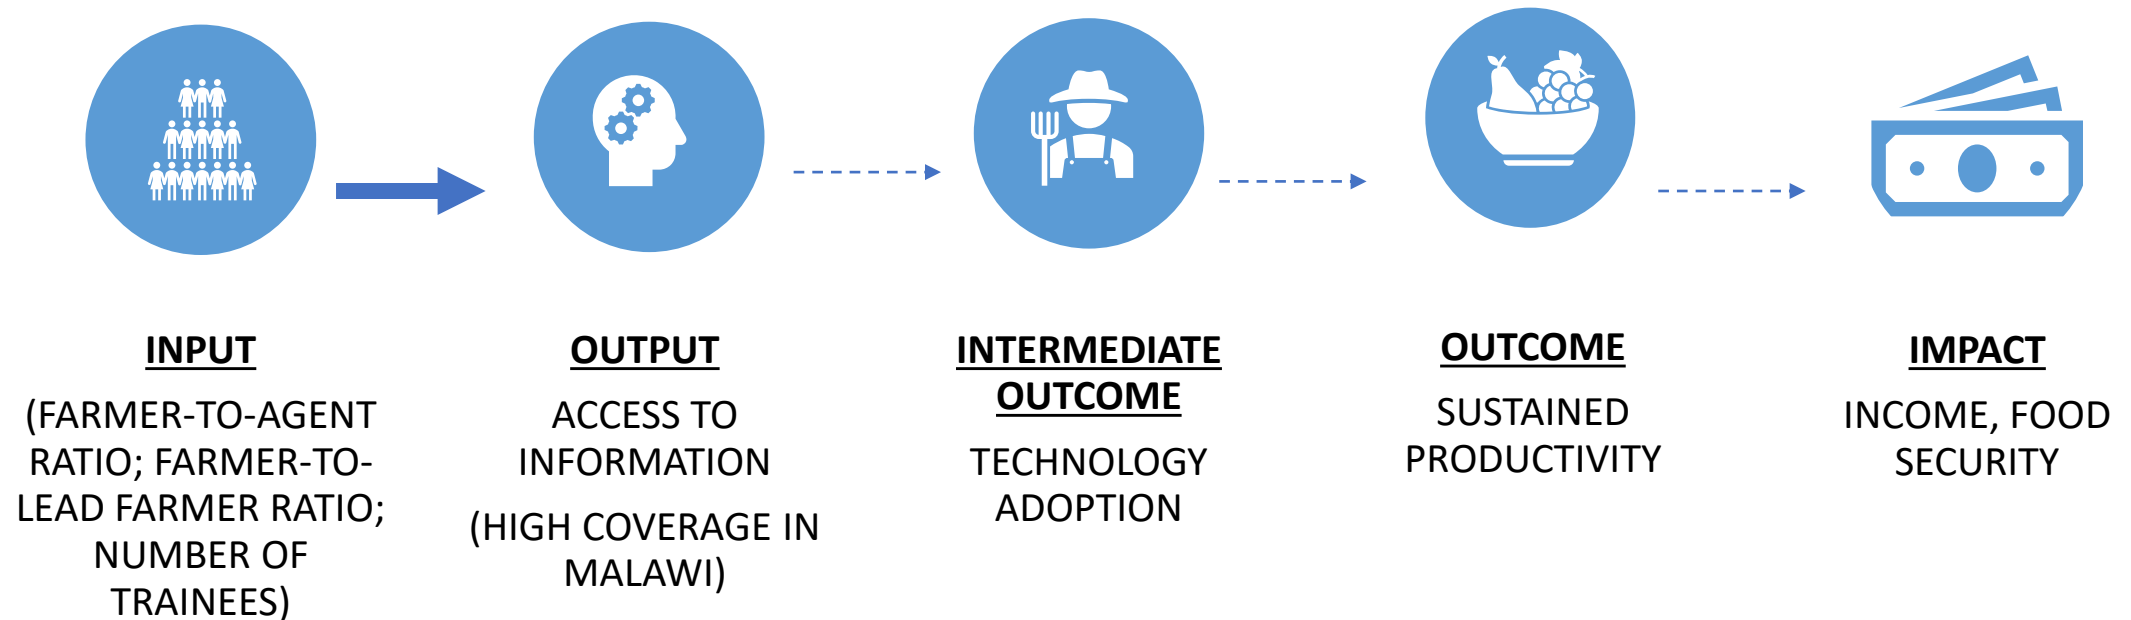 INPUT
(FARMER-TO-AGENT
RATIO; FARMER-TO-
LEAD FARMER RATIO;
NUMBER OF
TRAINEES)
OUTPUT
ACCESS TO
INFORMATION
(HIGH COVERAGE IN
MALAWI)
INTERMEDIATE
OUTCOME
TECHNOLOGY
ADOPTION
OUTCOME
SUSTAINED
PRODUCTIVITY
IMPACT
INCOME, FOOD
SECURITY